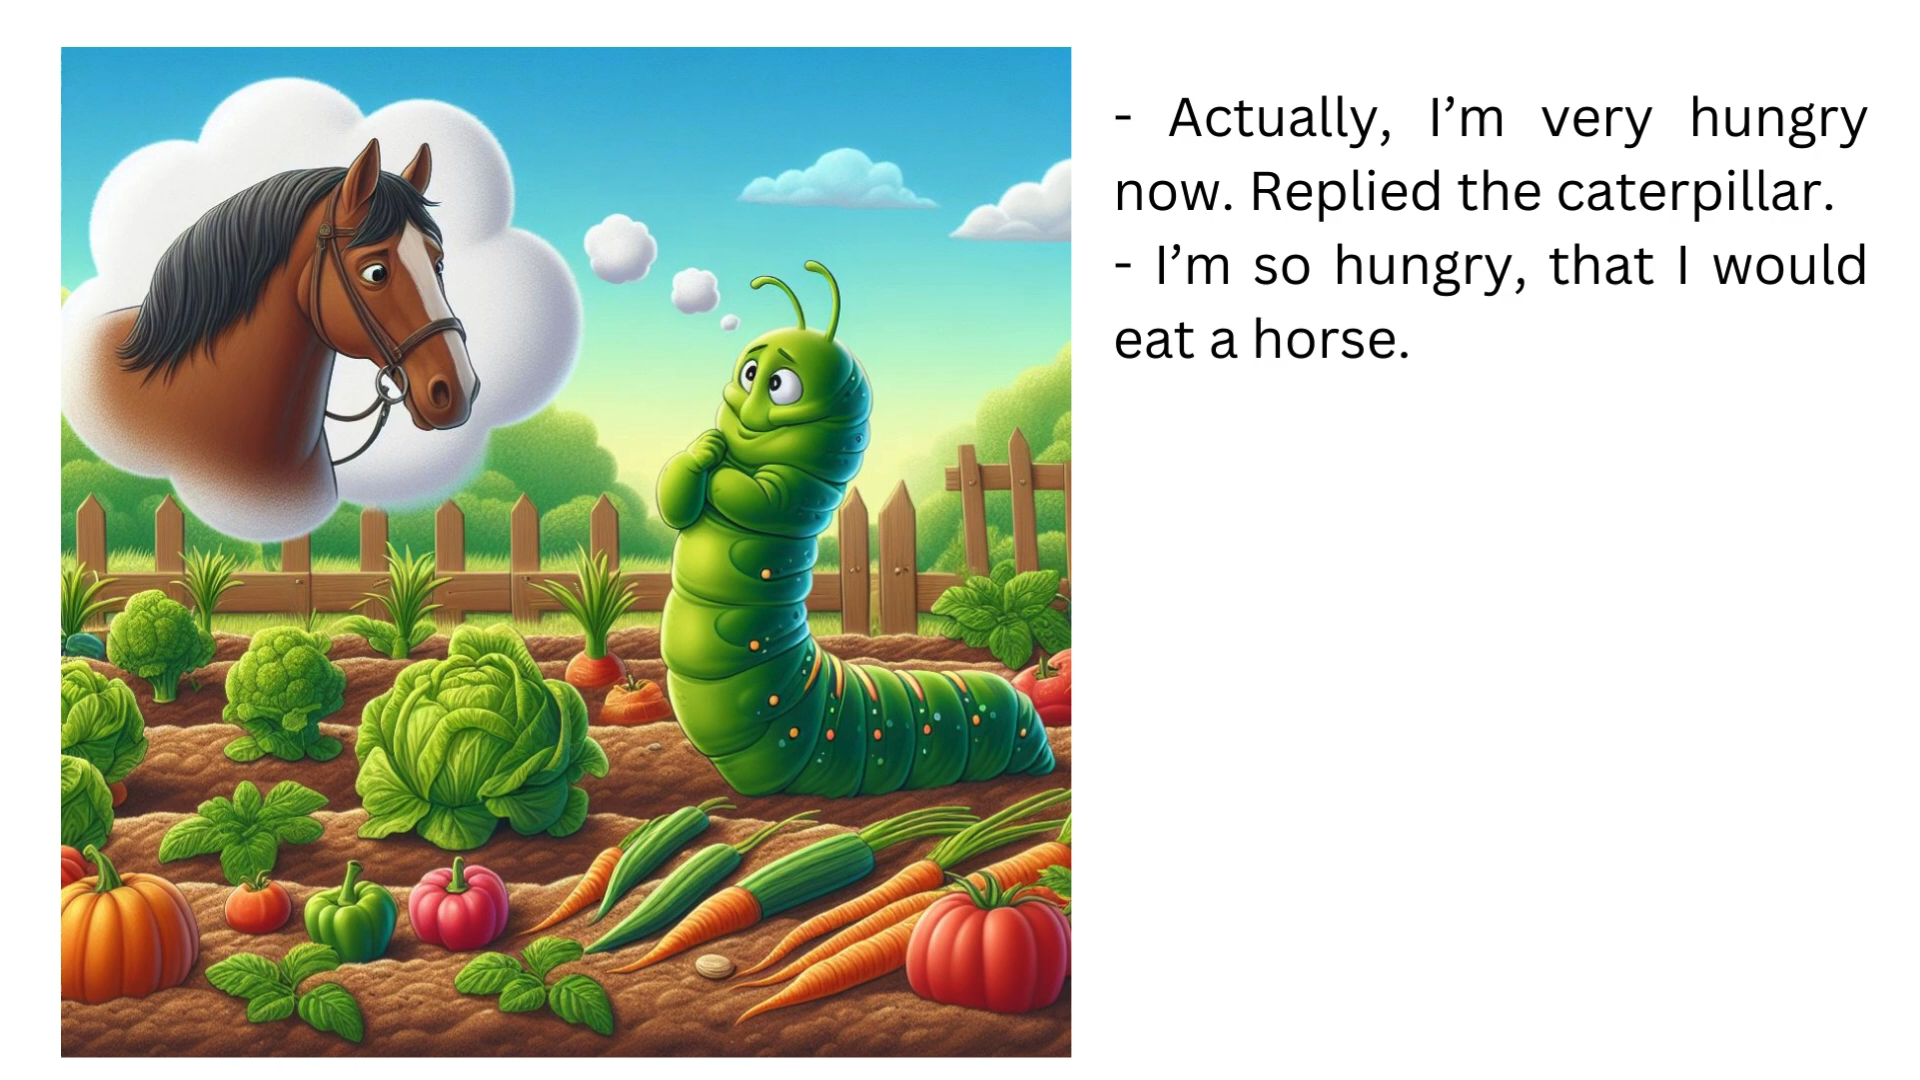 - Actually, I’m very hungry
now. Replied the caterpillar.
- I’m so hungry, that I would
eat a horse.